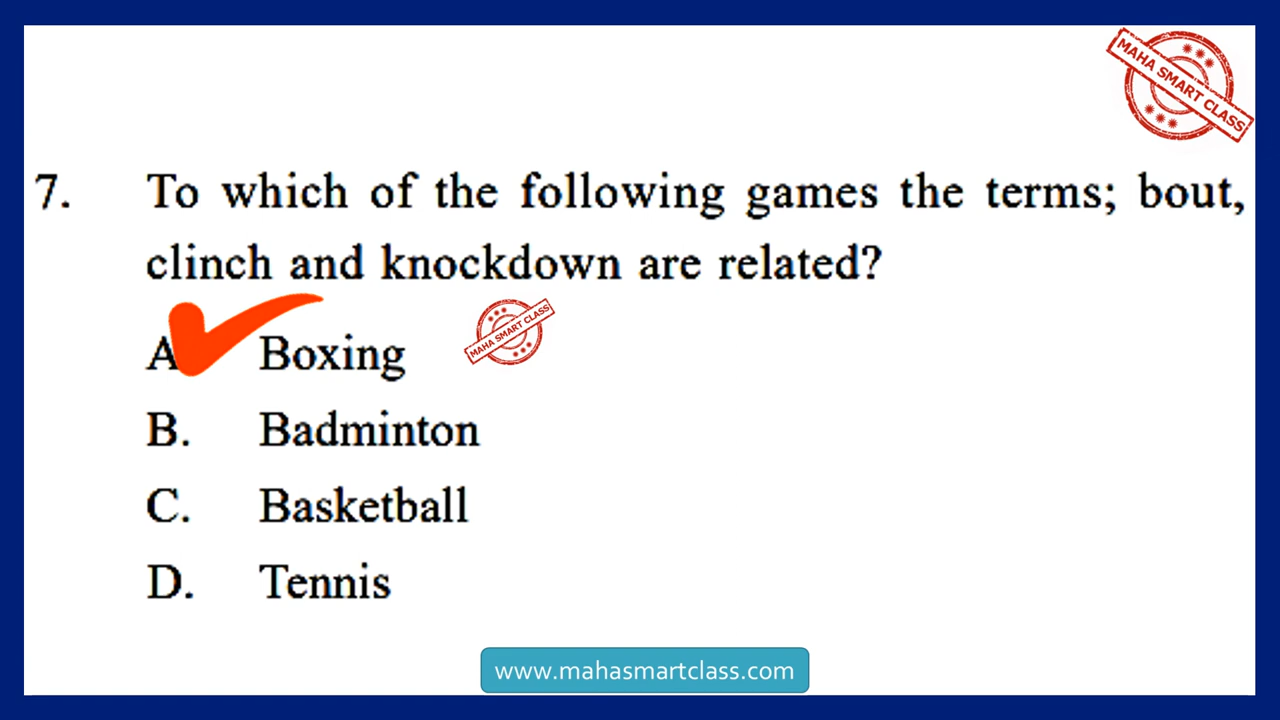 MAHA SMART CLASS
7. To which of the following games the terms; bout,
clinch and knockdown are related?
A Boxing
MAHA SMART CLASS
B. Badminton
C. Basketball
D. Tennis
www.mahasmartclass.com